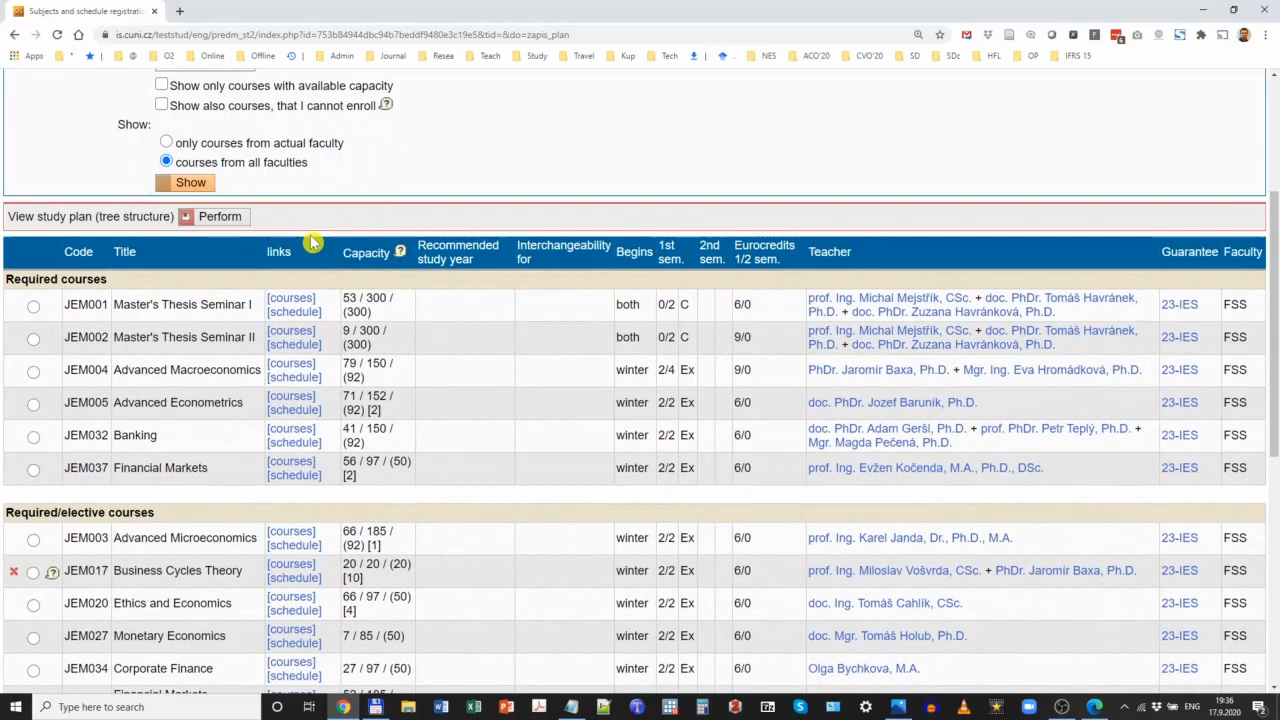 Subjects and schedule registratio
is.cuni.cz/teststud/eng/predm_st2/index.php?id=753b84944dbc94b7beddf9480e3c19e5&tid=&do=zapis_plan
Apps @ O2 Online Offline Admin Journal Resea Teach Study Travel Kup Tech NES ACO'20 CVO'20 SD SDc HFL OP IFRS 15
Show only courses with available capacity
Show also courses, that I cannot enroll
Show:
only courses from actual faculty
courses from all faculties
Show
View study plan (tree structure) Perform
Code Title links Capacity Recommended study year Interchangeability for Begins 1st sem. 2nd sem. Eurocredits 1/2 sem. Teacher Guarantee Faculty
Required courses
JEM001 Master's Thesis Seminar I [courses] [schedule] 53 / 300 / (300) both 0/2 C 6/0 prof. Ing. Michal Mejstřík, CSc. + doc. PhDr. Tomáš Havránek, Ph.D. + doc. PhDr. Zuzana Havránková, Ph.D. 23-IES FSS
JEM002 Master's Thesis Seminar II [courses] [schedule] 9 / 300 / (300) both 0/2 C 9/0 prof. Ing. Michal Mejstřík, CSc. + doc. PhDr. Tomáš Havránek, Ph.D. + doc. PhDr. Zuzana Havránková, Ph.D. 23-IES FSS
JEM004 Advanced Macroeconomics [courses] [schedule] 79 / 150 / (92) winter 2/4 Ex 9/0 PhDr. Jaromír Baxa, Ph.D. + Mgr. Ing. Eva Hromádková, Ph.D. 23-IES FSS
JEM005 Advanced Econometrics [courses] [schedule] 71 / 152 / (92) [2] winter 2/2 Ex 6/0 doc. PhDr. Jozef Baruník, Ph.D. 23-IES FSS
JEM032 Banking [courses] [schedule] 41 / 150 / (92) winter 2/2 Ex 6/0 doc. PhDr. Adam Geršl, Ph.D. + prof. PhDr. Petr Teplý, Ph.D. + Mgr. Magda Pečená, Ph.D. 23-IES FSS
JEM037 Financial Markets [courses] [schedule] 56 / 97 / (50) [2] winter 2/2 Ex 6/0 prof. Ing. Evžen Kočenda, M.A., Ph.D., DSc. 23-IES FSS
Required/elective courses
JEM003 Advanced Microeconomics [courses] [schedule] 66 / 185 / (92) [1] winter 2/2 Ex 6/0 prof. Ing. Karel Janda, Dr., Ph.D., M.A. 23-IES FSS
JEM017 Business Cycles Theory [courses] [schedule] 20 / 20 / (20) [10] winter 2/2 Ex 6/0 prof. Ing. Miloslav Vošvrda, CSc. + PhDr. Jaromír Baxa, Ph.D. 23-IES FSS
JEM020 Ethics and Economics [courses] [schedule] 66 / 97 / (50) [4] winter 2/2 Ex 6/0 doc. Ing. Tomáš Cahlík, CSc. 23-IES FSS
JEM027 Monetary Economics [courses] [schedule] 7 / 85 / (50) winter 2/2 Ex 6/0 doc. Mgr. Tomáš Holub, Ph.D. 23-IES FSS
JEM034 Corporate Finance [courses] [schedule] 27 / 97 / (50) winter 2/2 Ex 6/0 Olga Bychkova, M.A. 23-IES FSS
Type here to search
19:36
17.9.2020